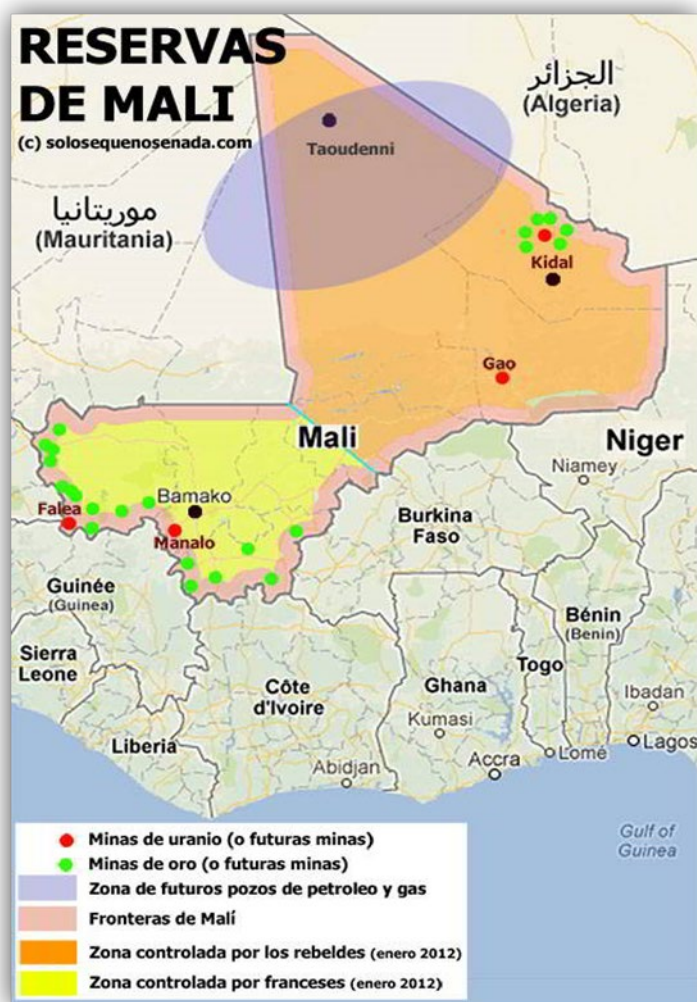 RESERVAS
DE MALI
(c) solosequenosenada.com
الجزائر
(Algeria)
Taoudenni
موريتانيا
(Mauritania)
Kidal
Gao
Mali
Niger
Niamey
Falea
Bamako
Manalo
Burkina
Faso
Guinée
(Guinea)
Bénin
(Benin)
Sierra
Leone
Togo
Côte
d'Ivoire
Ghana
Ibadan
Kumasi
Liberia
Lagos
Lomé
Accra
Abidjan
Gulf of
Guinea
Minas de uranio (o futuras minas)
Minas de oro (o futuras minas)
Zona de futuros pozos de petroleo y gas
Fronteras de Malí
Zona controlada por los rebeldes (enero 2012)
Zona controlada por franceses (enero 2012)